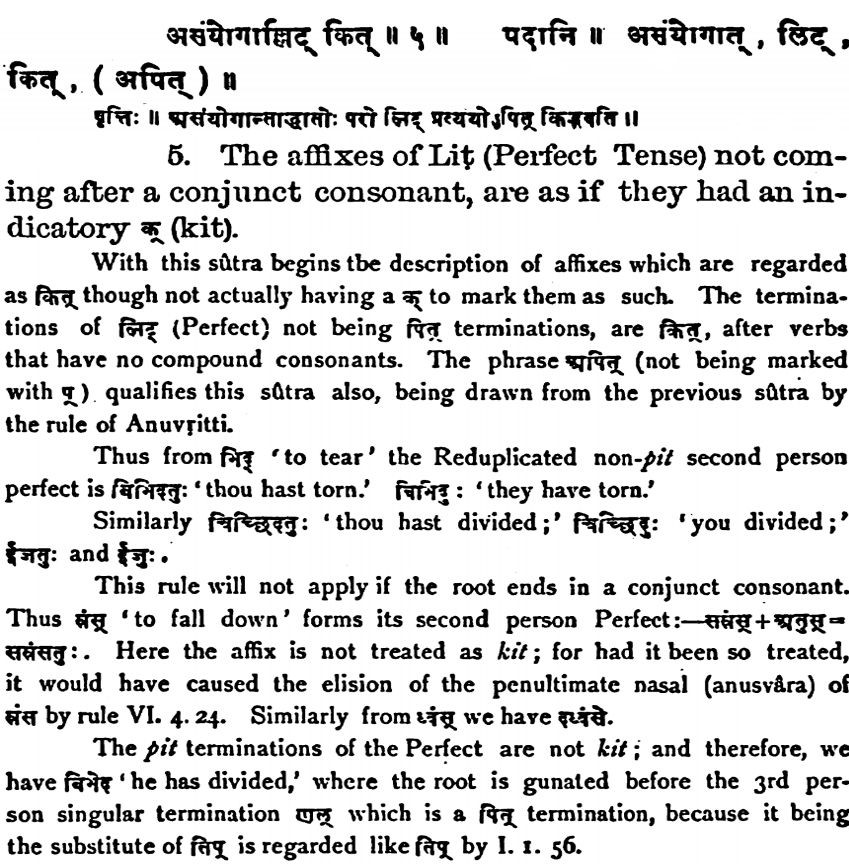 असंयोगाल्लिट् कित् ॥ ५ ॥ पदानि ॥ असंयोगात् , लिट् ,
कित् , ( अपित् ) ॥
वृत्तिः ॥ असंयोगान्ताद्धातोः परो लिट् प्रत्ययोऽपित् किद्भवति ॥
5. The affixes of Liṭ (Perfect Tense) not com-
ing after a conjunct consonant, are as if they had an in-
dicatory क् (kit).
With this sûtra begins tbe description of affixes which are regarded
as कित् though not actually having a क् to mark them as such. The termina-
tions of लिट् (Perfect) not being पित् terminations, are कित्, after verbs
that have no compound consonants. The phrase अपित् (not being marked
with प्) qualifies this sûtra also, being drawn from the previous sûtra by
the rule of Anuvṛitti.
Thus from भिद् ‘to tear’ the Reduplicated non-pit second person
perfect is बिभिदतुः ‘thou hast torn.’ बिभिदु : ‘they have torn.’
Similarly चिच्छिदतु : ‘thou hast divided ;’ चिच्छिदु : ‘you divided ;’
ईजतुः and ईजुः .
This rule will not apply if the root ends in a conjunct consonant.
Thus स्रंस् ‘to fall down’ forms its second person Perfect:—सस्रंस्+अतुस्=
सस्रंसतु :. Here the affix is not treated as kit ; for had it been so treated,
it would have caused the elision of the penultimate nasal (anusvâra) of
स्रंस by rule VI. 4. 24. Similarly from ध्वंस् we have दध्वंसे.
The pit terminations of the Perfect are not kit ; and therefore, we
have बिभेद ‘he has divided,’ where the root is gunated before the 3rd per-
son singular termination णल् which is a पित् termination, because it being
the substitute of तिप् is regarded like तिप् by I. 1. 56.